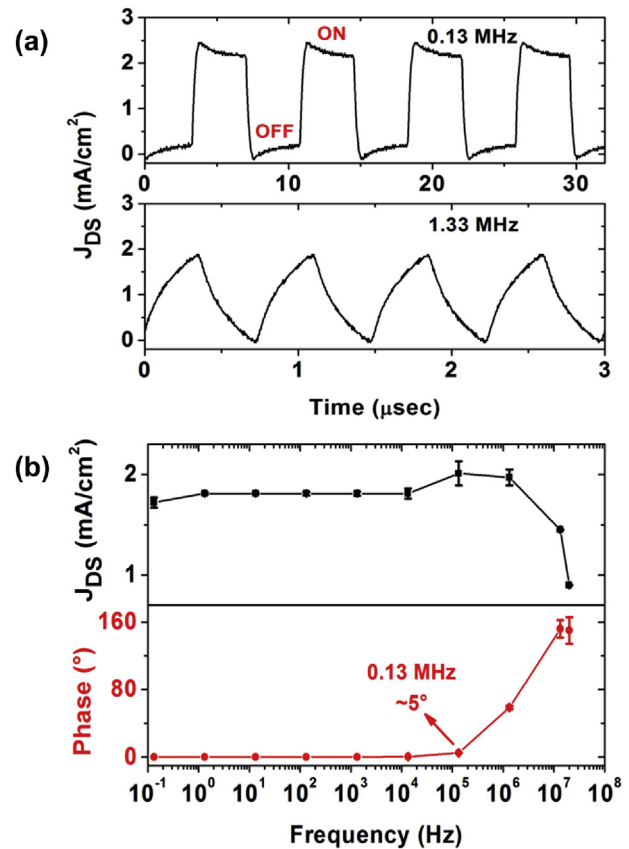 (a)
ON
0.13 MHz
OFF
J_DS (mA/cm²)
3
2
1
0
0 10 20 30
1.33 MHz
3
2
1
0
0 1 2 3
Time (μsec)
(b)
J_DS (mA/cm²)
2
1
Phase (°)
160
80
0
0.13 MHz
~5°
10⁻¹ 10⁰ 10¹ 10² 10³ 10⁴ 10⁵ 10⁶ 10⁷ 10⁸
Frequency (Hz)